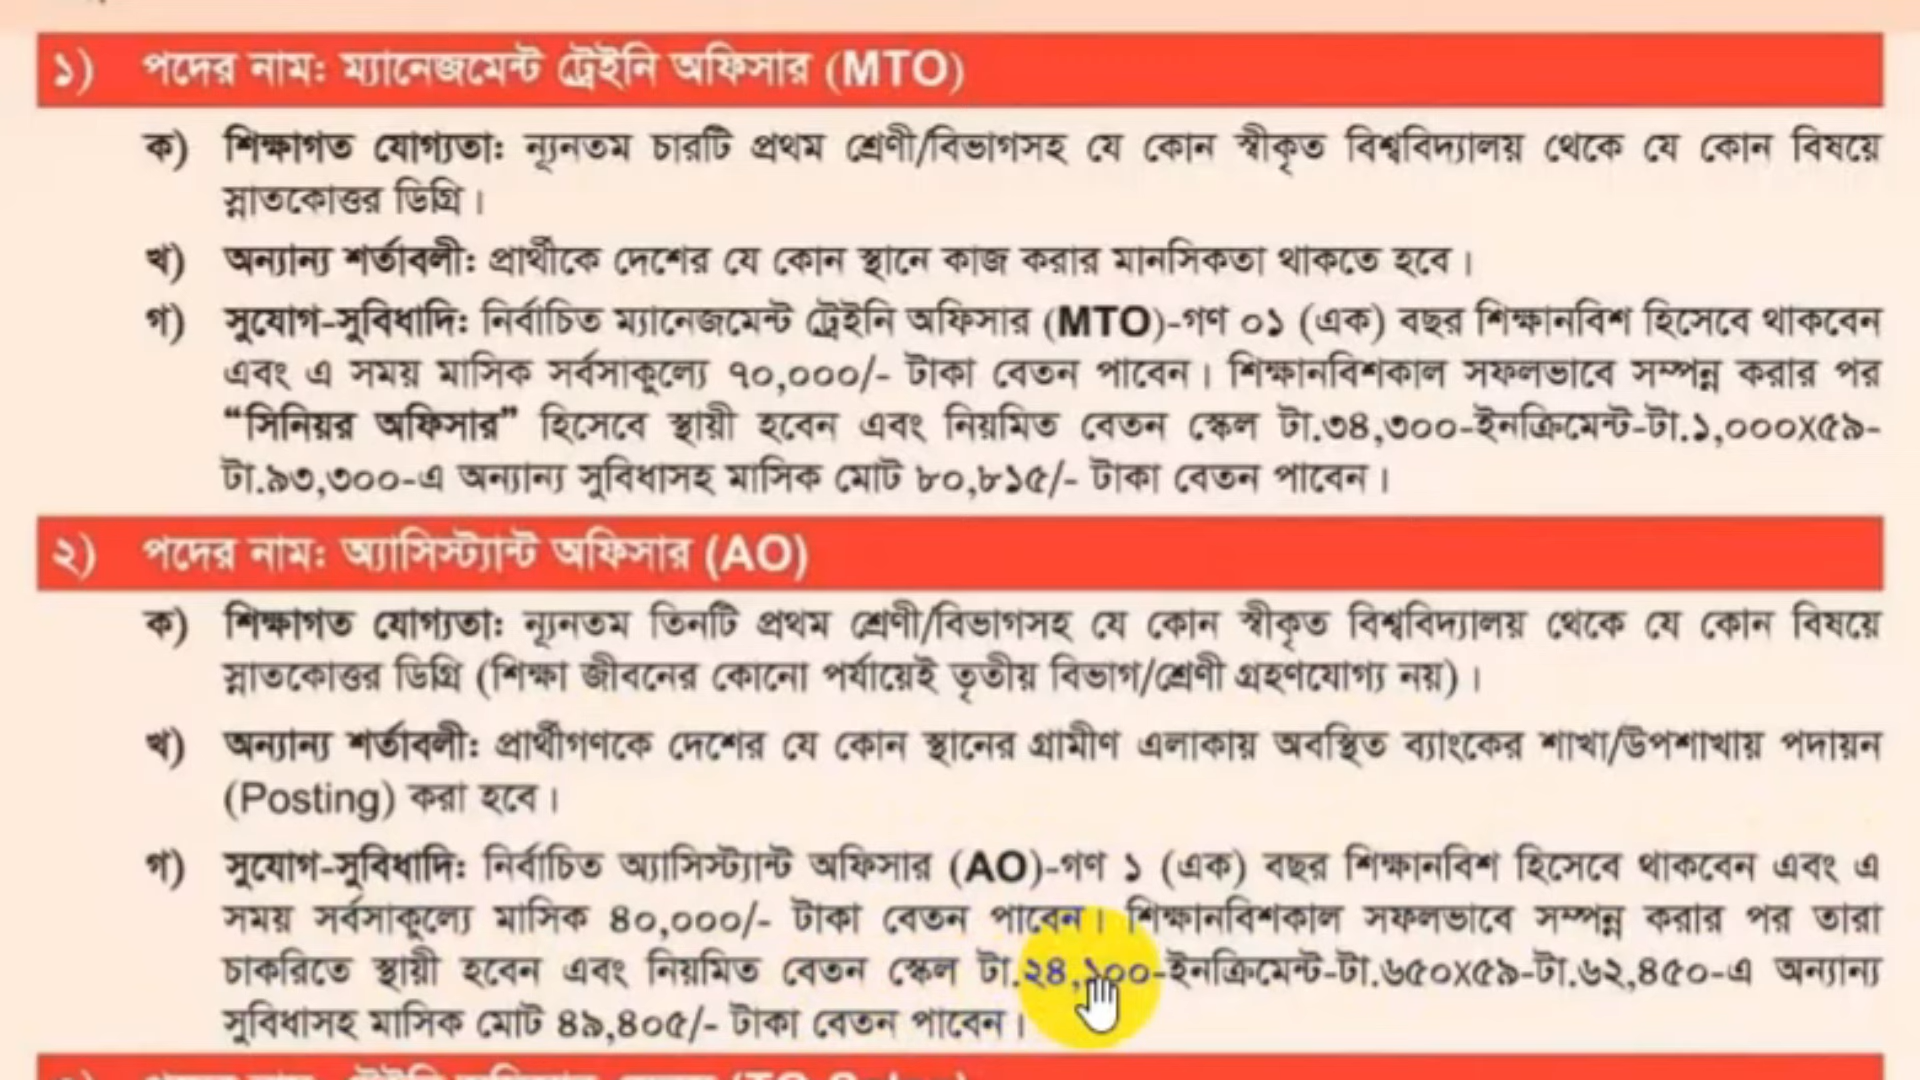 ১) পদের নাম: ম্যানেজমেন্ট ট্রেইনি অফিসার (MTO)
ক) শিক্ষাগত যোগ্যতা: ন্যূনতম চারটি প্রথম শ্রেণী/বিভাগসহ যে কোন স্বীকৃত বিশ্ববিদ্যালয় থেকে যে কোন বিষয়ে
স্নাতকোত্তর ডিগ্রি।
খ) অন্যান্য শর্তাবলী: প্রার্থীকে দেশের যে কোন স্থানে কাজ করার মানসিকতা থাকতে হবে।
গ) সুযোগ-সুবিধাদি: নির্বাচিত ম্যানেজমেন্ট ট্রেইনি অফিসার (MTO)-গণ ০১ (এক) বছর শিক্ষানবিশ হিসেবে থাকবেন
এবং এ সময় মাসিক সর্বসাকুল্যে ৭০,০০০/- টাকা বেতন পাবেন। শিক্ষানবিশকাল সফলভাবে সম্পন্ন করার পর
“সিনিয়র অফিসার” হিসেবে স্থায়ী হবেন এবং নিয়মিত বেতন স্কেল টা.৩৪,৩০০-ইনক্রিমেন্ট-টা.১,০০০X৫৯-
টা.৯৩,৩০০-এ অন্যান্য সুবিধাসহ মাসিক মোট ৮০,৮১৫/- টাকা বেতন পাবেন।
২) পদের নাম: অ্যাসিস্ট্যান্ট অফিসার (AO)
ক) শিক্ষাগত যোগ্যতা: ন্যূনতম তিনটি প্রথম শ্রেণী/বিভাগসহ যে কোন স্বীকৃত বিশ্ববিদ্যালয় থেকে যে কোন বিষয়ে
স্নাতকোত্তর ডিগ্রি (শিক্ষা জীবনের কোনো পর্যায়েই তৃতীয় বিভাগ/শ্রেণী গ্রহণযোগ্য নয়)।
খ) অন্যান্য শর্তাবলী: প্রার্থীগণকে দেশের যে কোন স্থানের গ্রামীণ এলাকায় অবস্থিত ব্যাংকের শাখা/উপশাখায় পদায়ন
(Posting) করা হবে।
গ) সুযোগ-সুবিধাদি: নির্বাচিত অ্যাসিস্ট্যান্ট অফিসার (AO)-গণ ১ (এক) বছর শিক্ষানবিশ হিসেবে থাকবেন এবং এ
সময় সর্বসাকুল্যে মাসিক ৪০,০০০/- টাকা বেতন পাবেন। শিক্ষানবিশকাল সফলভাবে সম্পন্ন করার পর তারা
চাকরিতে স্থায়ী হবেন এবং নিয়মিত বেতন স্কেল টা.২৪,১০০-ইনক্রিমেন্ট-টা.৬৫০X৫৯-টা.৬২,৪৫০-এ অন্যান্য
সুবিধাসহ মাসিক মোট ৪৯,৪০৫/- টাকা বেতন পাবেন।